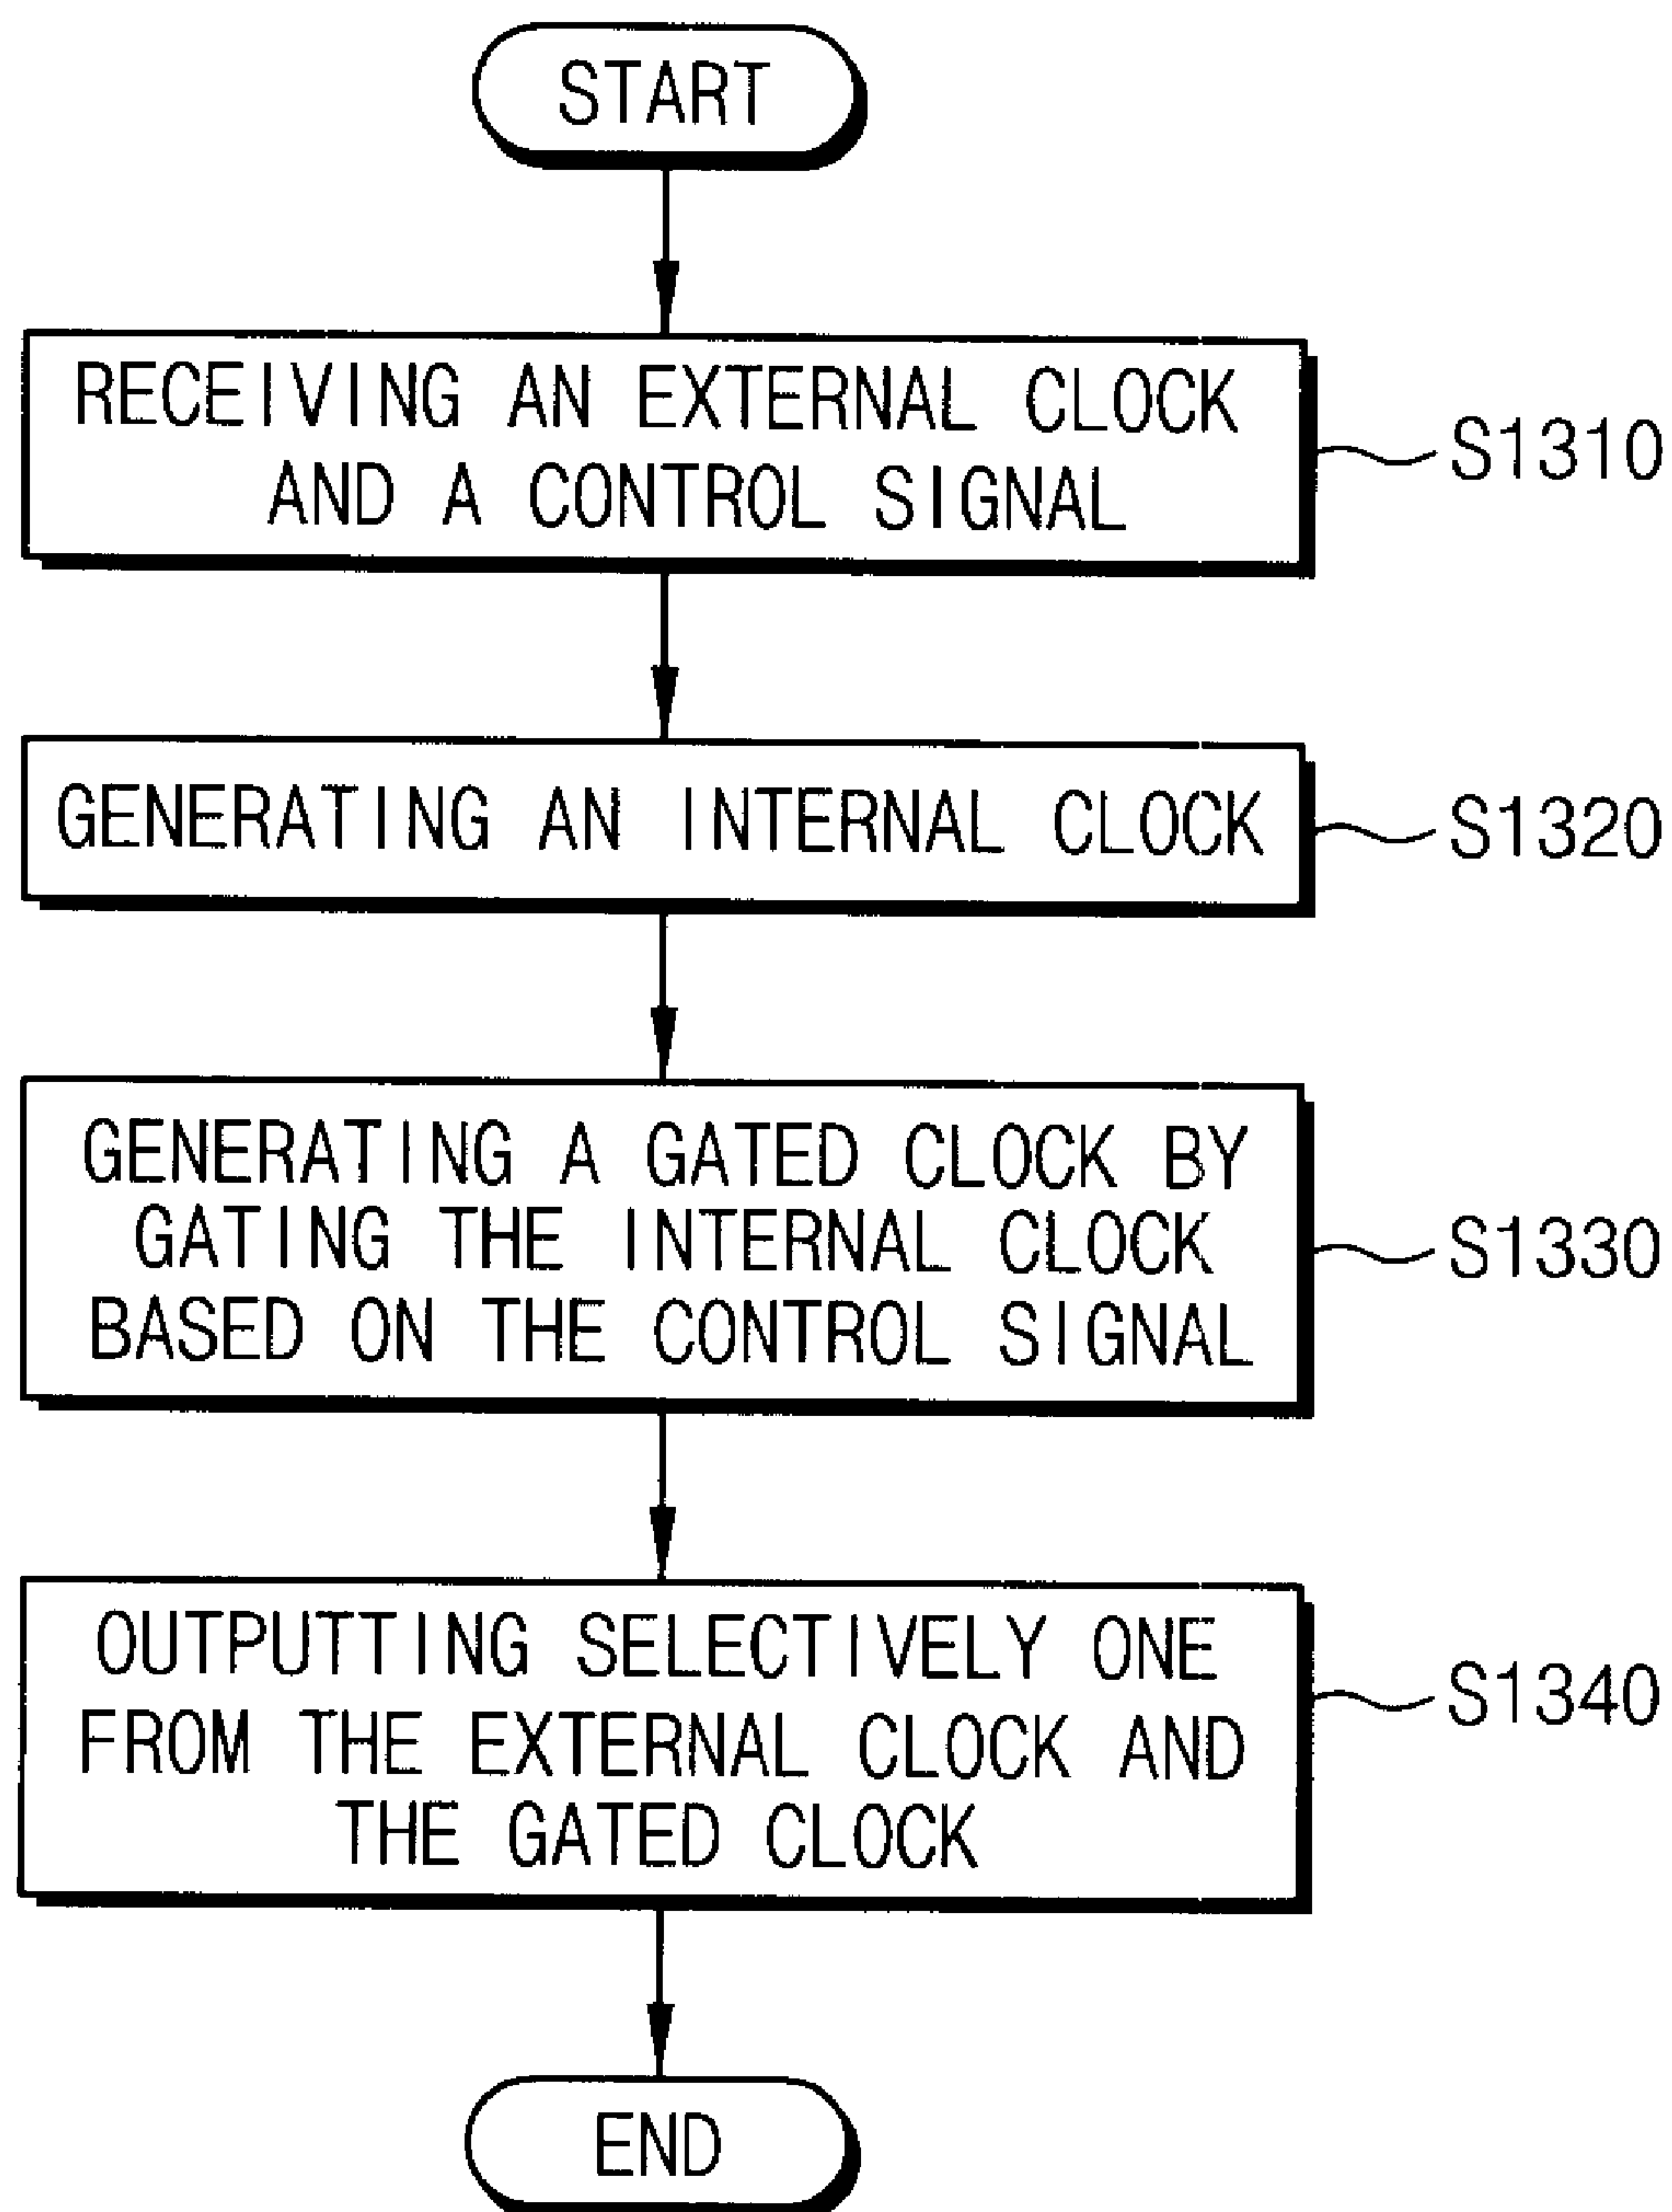 START
RECEIVING AN EXTERNAL CLOCK
AND A CONTROL SIGNAL
S1310
GENERATING AN INTERNAL CLOCK
S1320
GENERATING A GATED CLOCK BY
GATING THE INTERNAL CLOCK
BASED ON THE CONTROL SIGNAL
S1330
OUTPUTTING SELECTIVELY ONE
FROM THE EXTERNAL CLOCK AND
THE GATED CLOCK
S1340
END